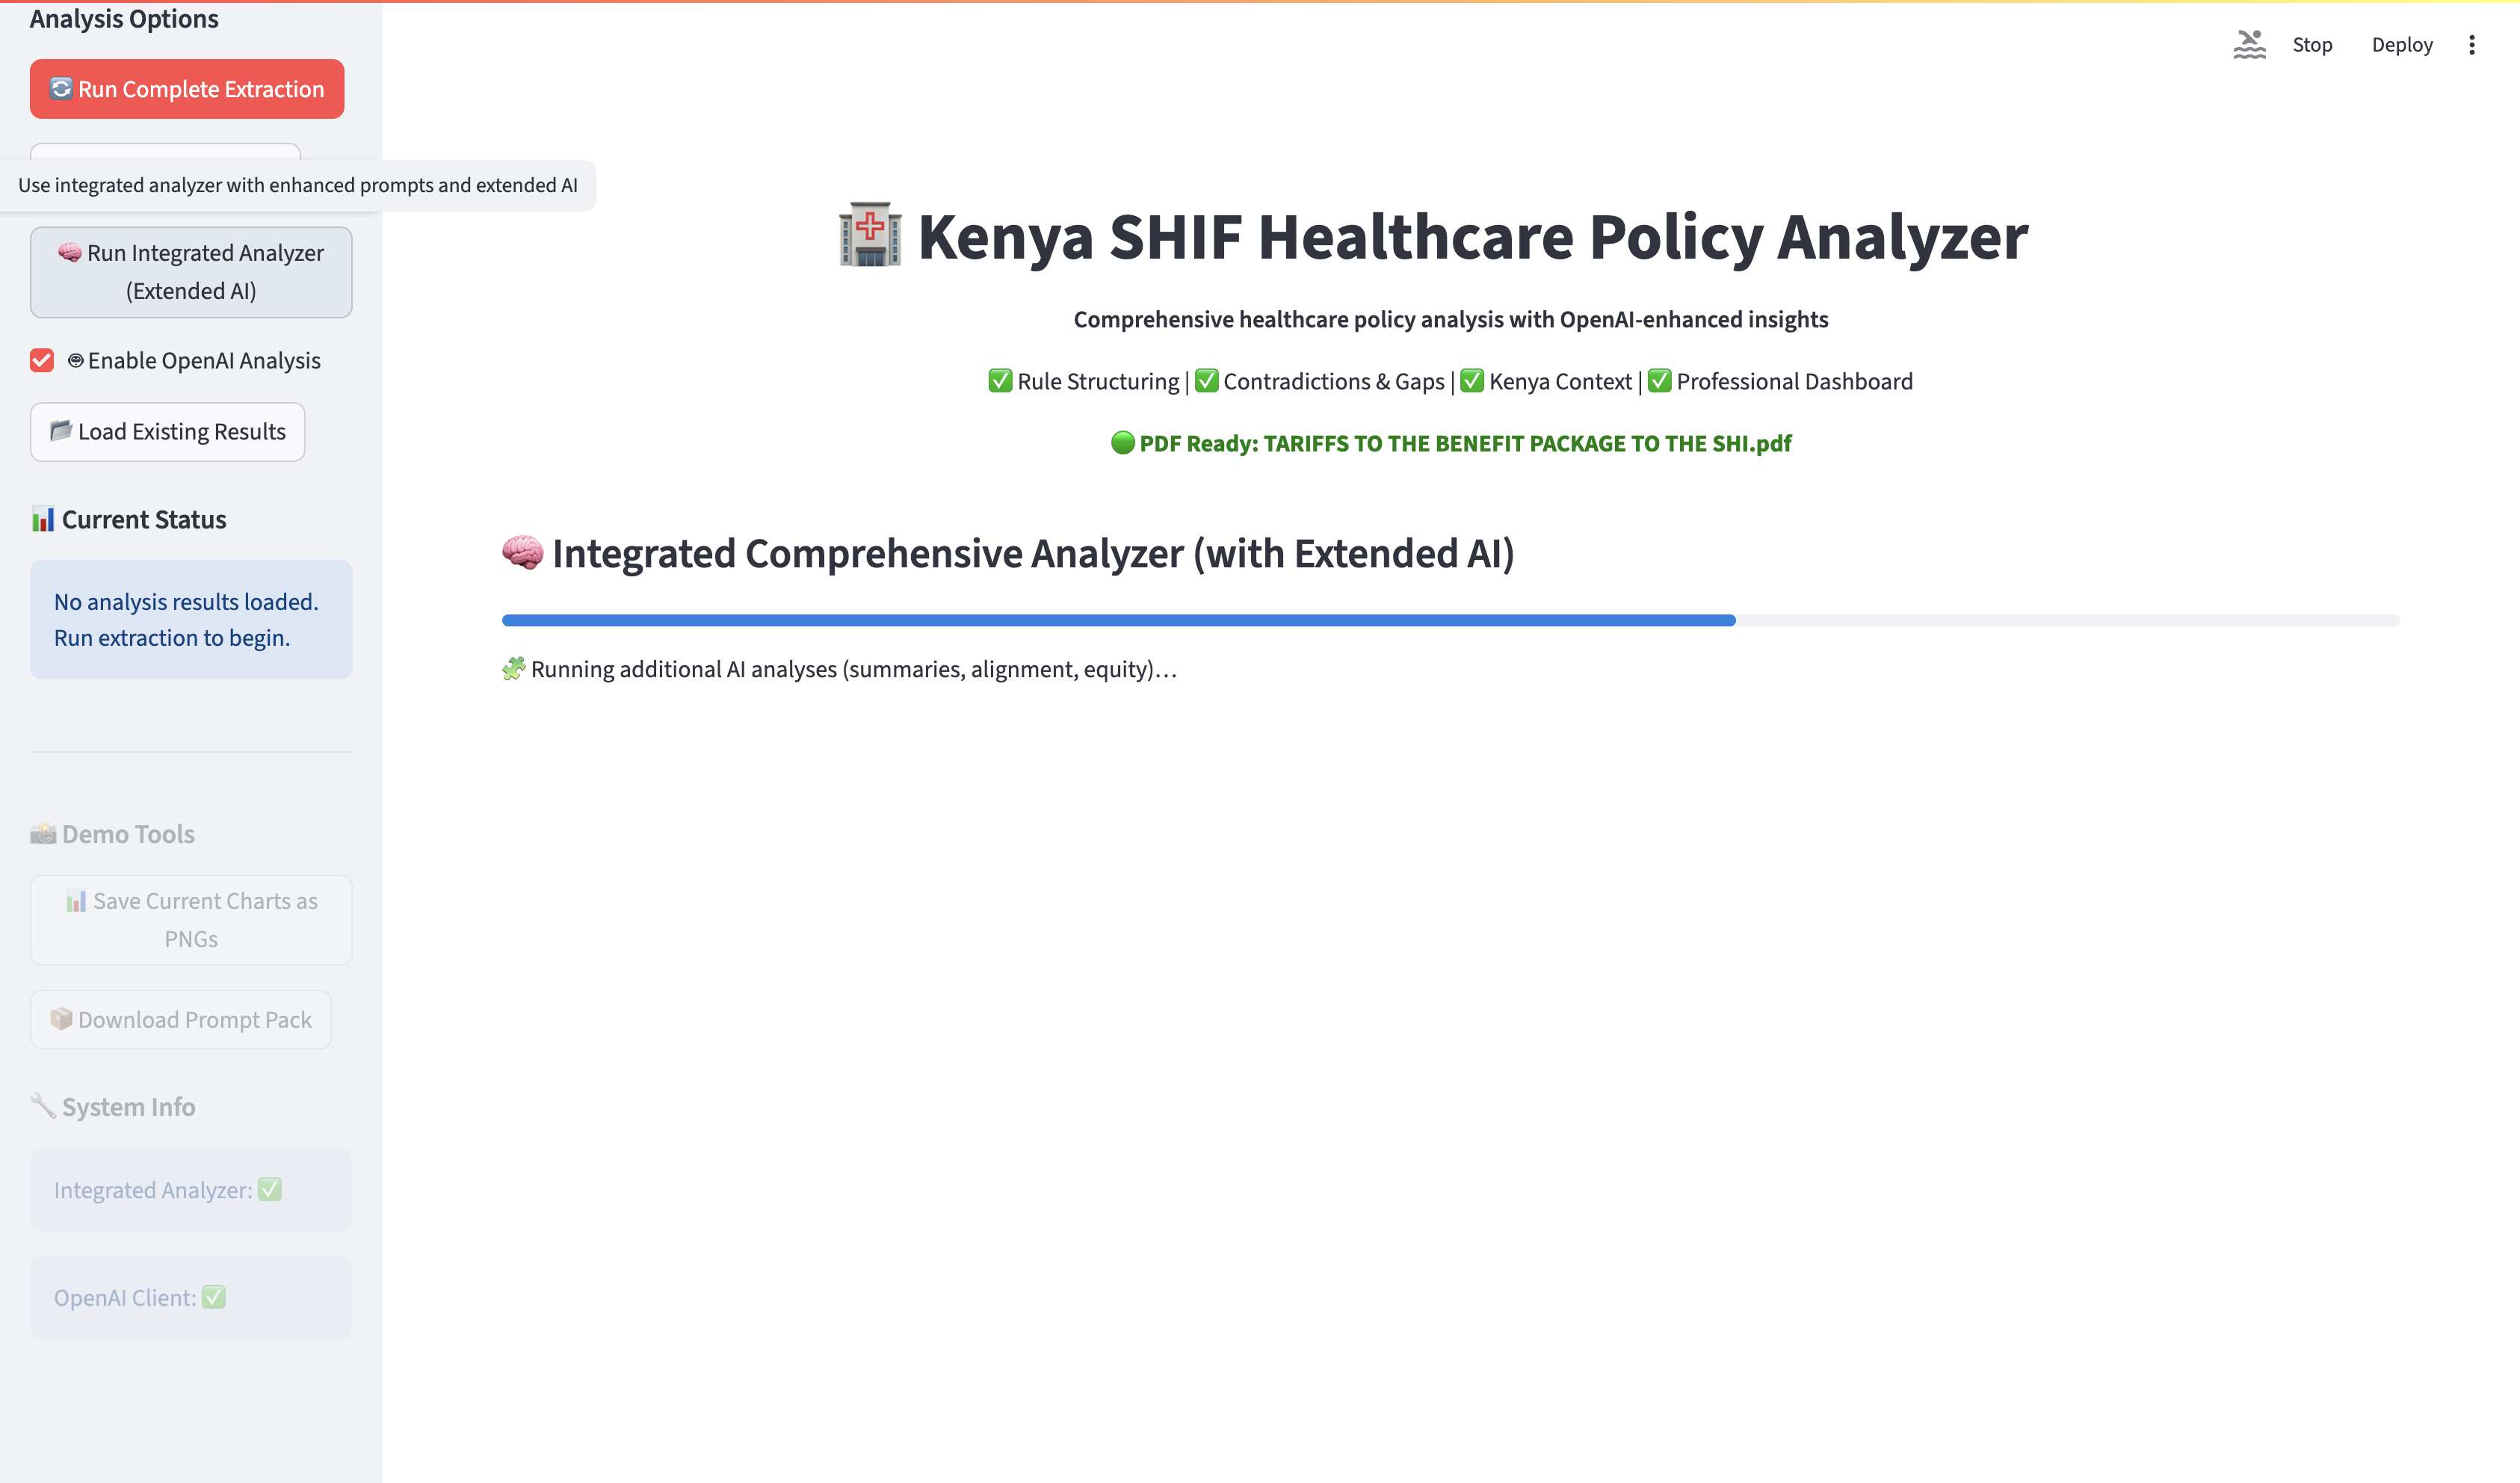 Analysis Options
Run Complete Extraction
Use integrated analyzer with enhanced prompts and extended AI
Run Integrated Analyzer
(Extended AI)
Enable OpenAI Analysis
Load Existing Results
Current Status
No analysis results loaded.
Run extraction to begin.
Demo Tools
Save Current Charts as
PNGs
Download Prompt Pack
System Info
Integrated Analyzer: ✅
OpenAI Client: ✅
Stop
Deploy
Kenya SHIF Healthcare Policy Analyzer
Comprehensive healthcare policy analysis with OpenAI-enhanced insights
✅ Rule Structuring | ✅ Contradictions & Gaps | ✅ Kenya Context | ✅ Professional Dashboard
PDF Ready: TARIFFS TO THE BENEFIT PACKAGE TO THE SHI.pdf
Integrated Comprehensive Analyzer (with Extended AI)
Running additional AI analyses (summaries, alignment, equity)…